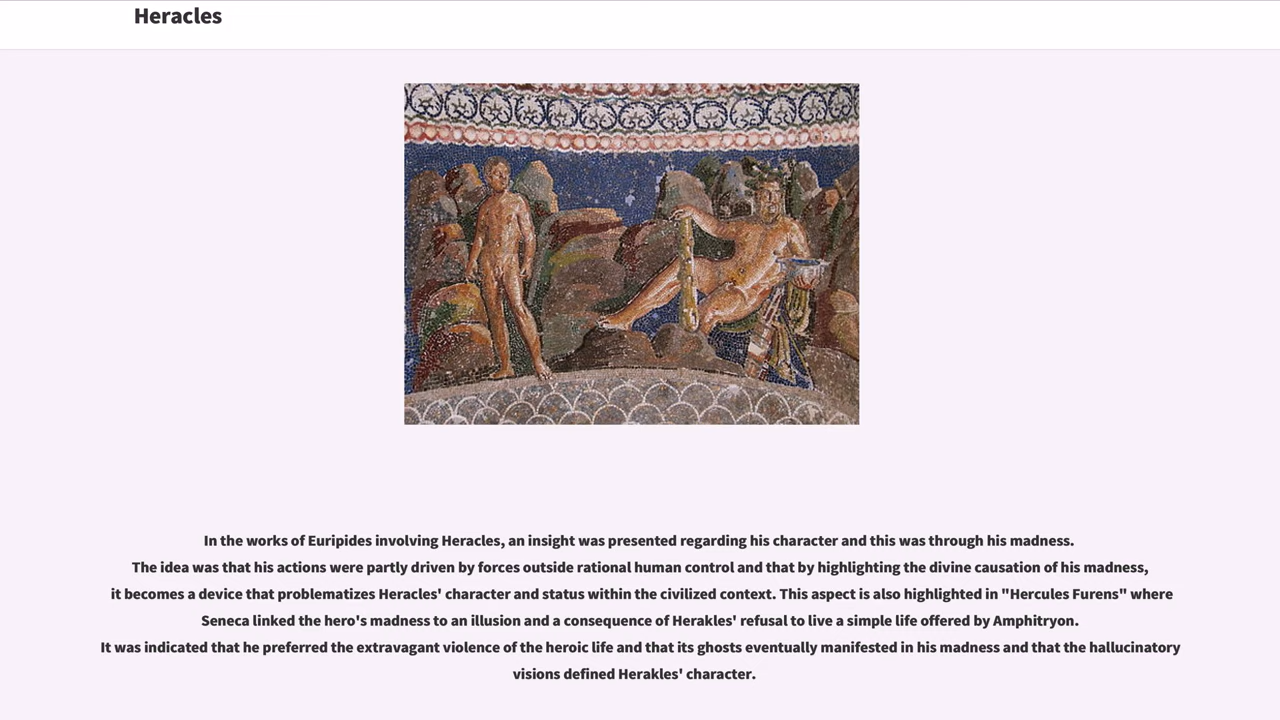 Heracles
In the works of Euripides involving Heracles, an insight was presented regarding his character and this was through his madness.
The idea was that his actions were partly driven by forces outside rational human control and that by highlighting the divine causation of his madness,
it becomes a device that problematizes Heracles' character and status within the civilized context. This aspect is also highlighted in "Hercules Furens" where
Seneca linked the hero's madness to an illusion and a consequence of Herakles' refusal to live a simple life offered by Amphitryon.
It was indicated that he preferred the extravagant violence of the heroic life and that its ghosts eventually manifested in his madness and that the hallucinatory
visions defined Herakles' character.